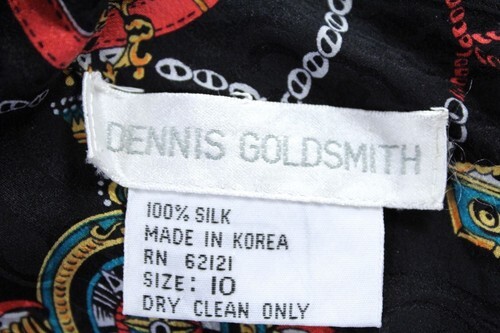 DENNIS GOLDSMITH
100% SILK
MADE IN KOREA
RN 62121
SIZE: 10
DRY CLEAN ONLY